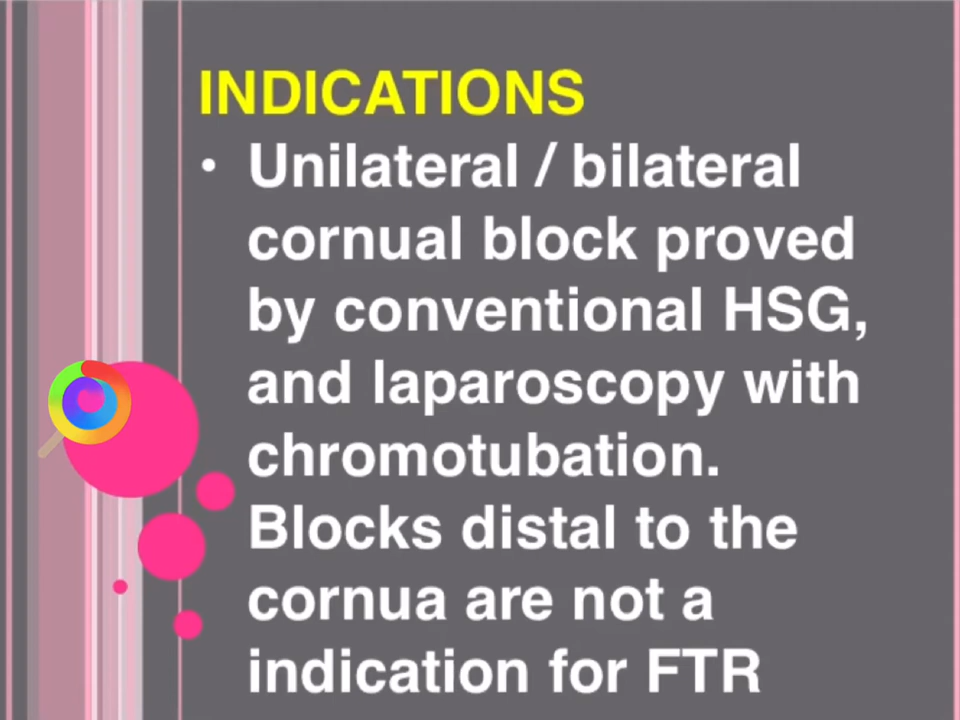 INDICATIONS
• Unilateral / bilateral
cornual block proved
by conventional HSG,
and laparoscopy with
chromotubation.
Blocks distal to the
cornua are not a
indication for FTR